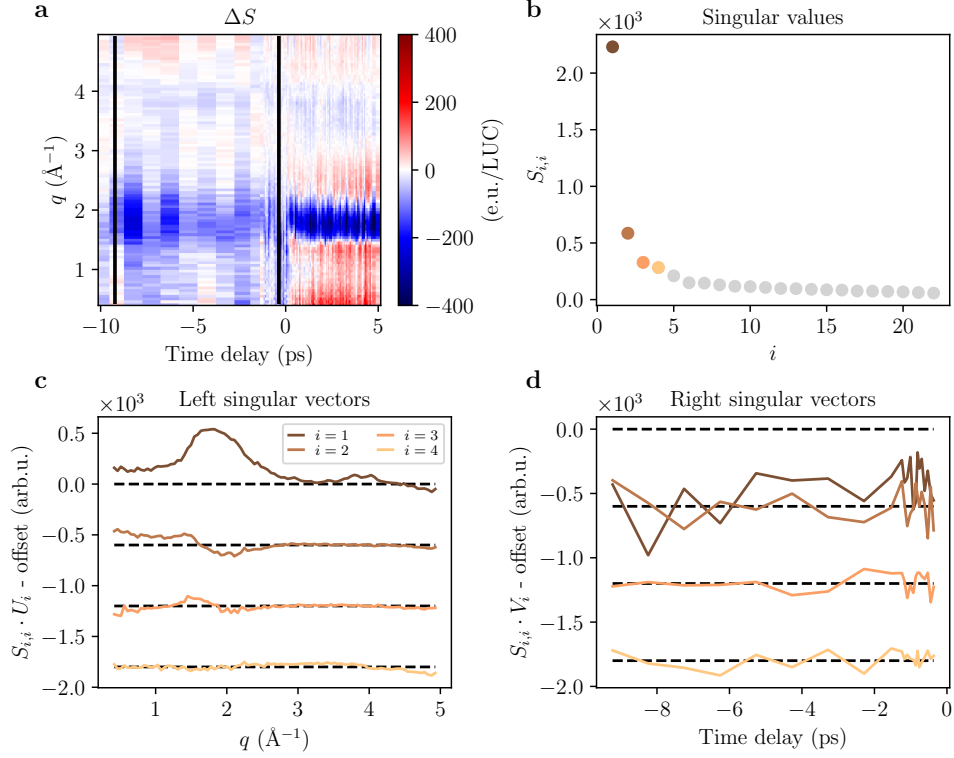 a
ΔS
4
3
2
1
q (Å⁻¹)
−10
−5
0
5
Time delay (ps)
400
200
0
−200
−400
(e.u./LUC)
b
Singular values
×10³
2.0
1.5
1.0
0.5
0.0
S_{i,i}
0
5
10
15
20
i
c
Left singular vectors
×10³
0.5
0.0
−0.5
−1.0
−1.5
−2.0
S_{i,i} · U_i - offset (arb.u.)
i = 1
i = 2
i = 3
i = 4
1
2
3
4
5
q (Å⁻¹)
d
Right singular vectors
×10³
0.0
−0.5
−1.0
−1.5
−2.0
S_{i,i} · V_i - offset (arb.u.)
−8
−6
−4
−2
0
Time delay (ps)